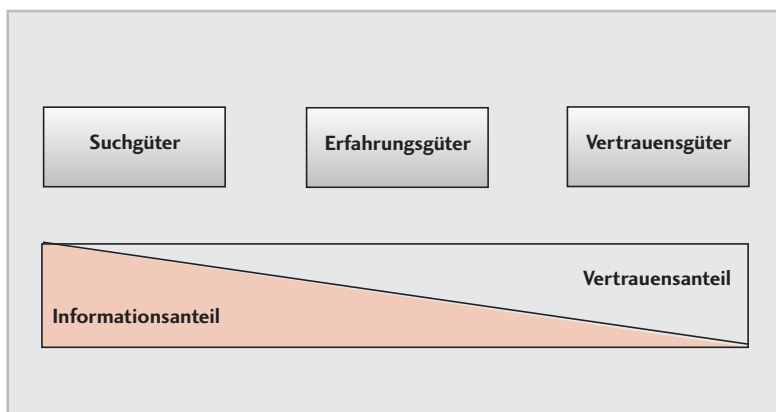 Suchgüter
Erfahrungsgüter
Vertrauensgüter
Vertrauensanteil
Informationsanteil